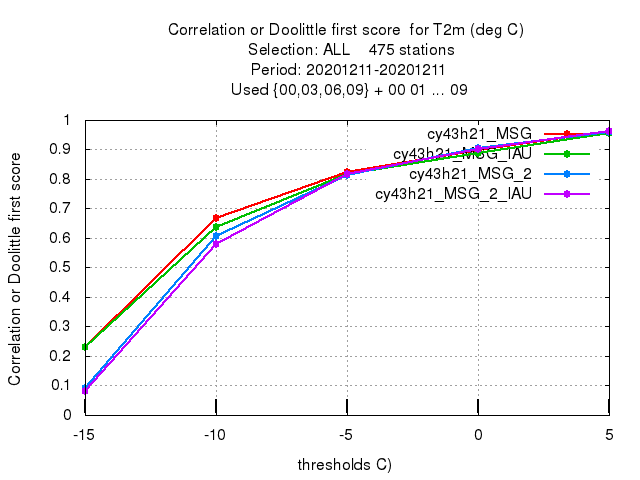 Correlation or Doolittle first score for T2m (deg C)
Selection: ALL 475 stations
Period: 20201211-20201211
Used {00,03,06,09} + 00 01 ... 09
Correlation or Doolittle first score
1
0.9
0.8
0.7
0.6
0.5
0.4
0.3
0.2
0.1
0
cy43h21_MSG
cy43h21_MSG_IAU
cy43h21_MSG_2
cy43h21_MSG_2_IAU
-15 -10 -5 0 5
thresholds C)